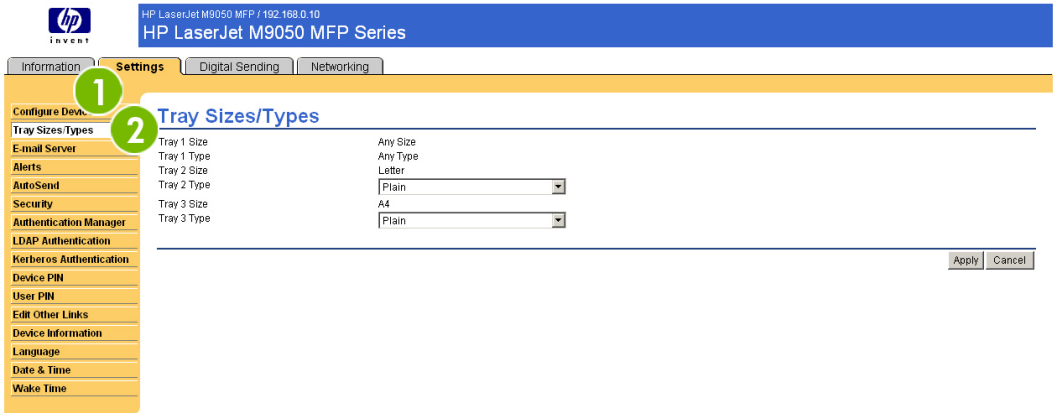 hp
invent
HP LaserJet M9050 MFP / 192.168.0.10
HP LaserJet M9050 MFP Series
Information Settings Digital Sending Networking
1
Configure Devic
2
Tray Sizes/Types
Tray Sizes/Types
E-mail Server
Alerts
AutoSend
Security
Authentication Manager
LDAP Authentication
Kerberos Authentication
Device PIN
User PIN
Edit Other Links
Device Information
Language
Date & Time
Wake Time
Tray 1 Size Any Size
Tray 1 Type Any Type
Tray 2 Size Letter
Tray 2 Type Plain
Tray 3 Size A4
Tray 3 Type Plain
Apply Cancel